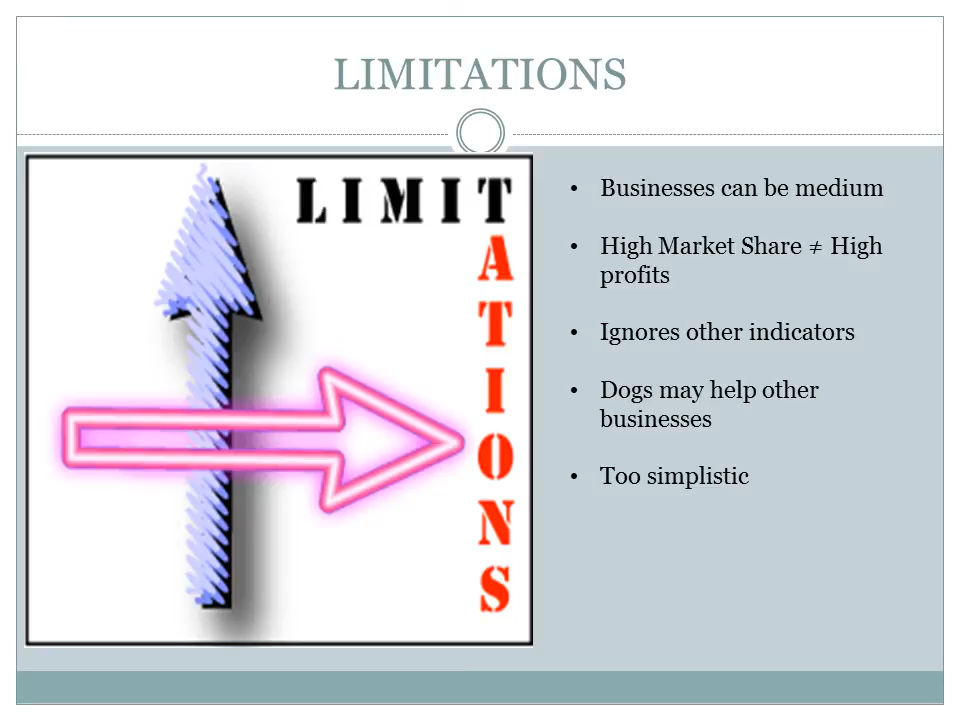 LIMITATIONS
LIMIT
A
T
I
O
N
S
• Businesses can be medium
• High Market Share ≠ High
profits
• Ignores other indicators
• Dogs may help other
businesses
• Too simplistic